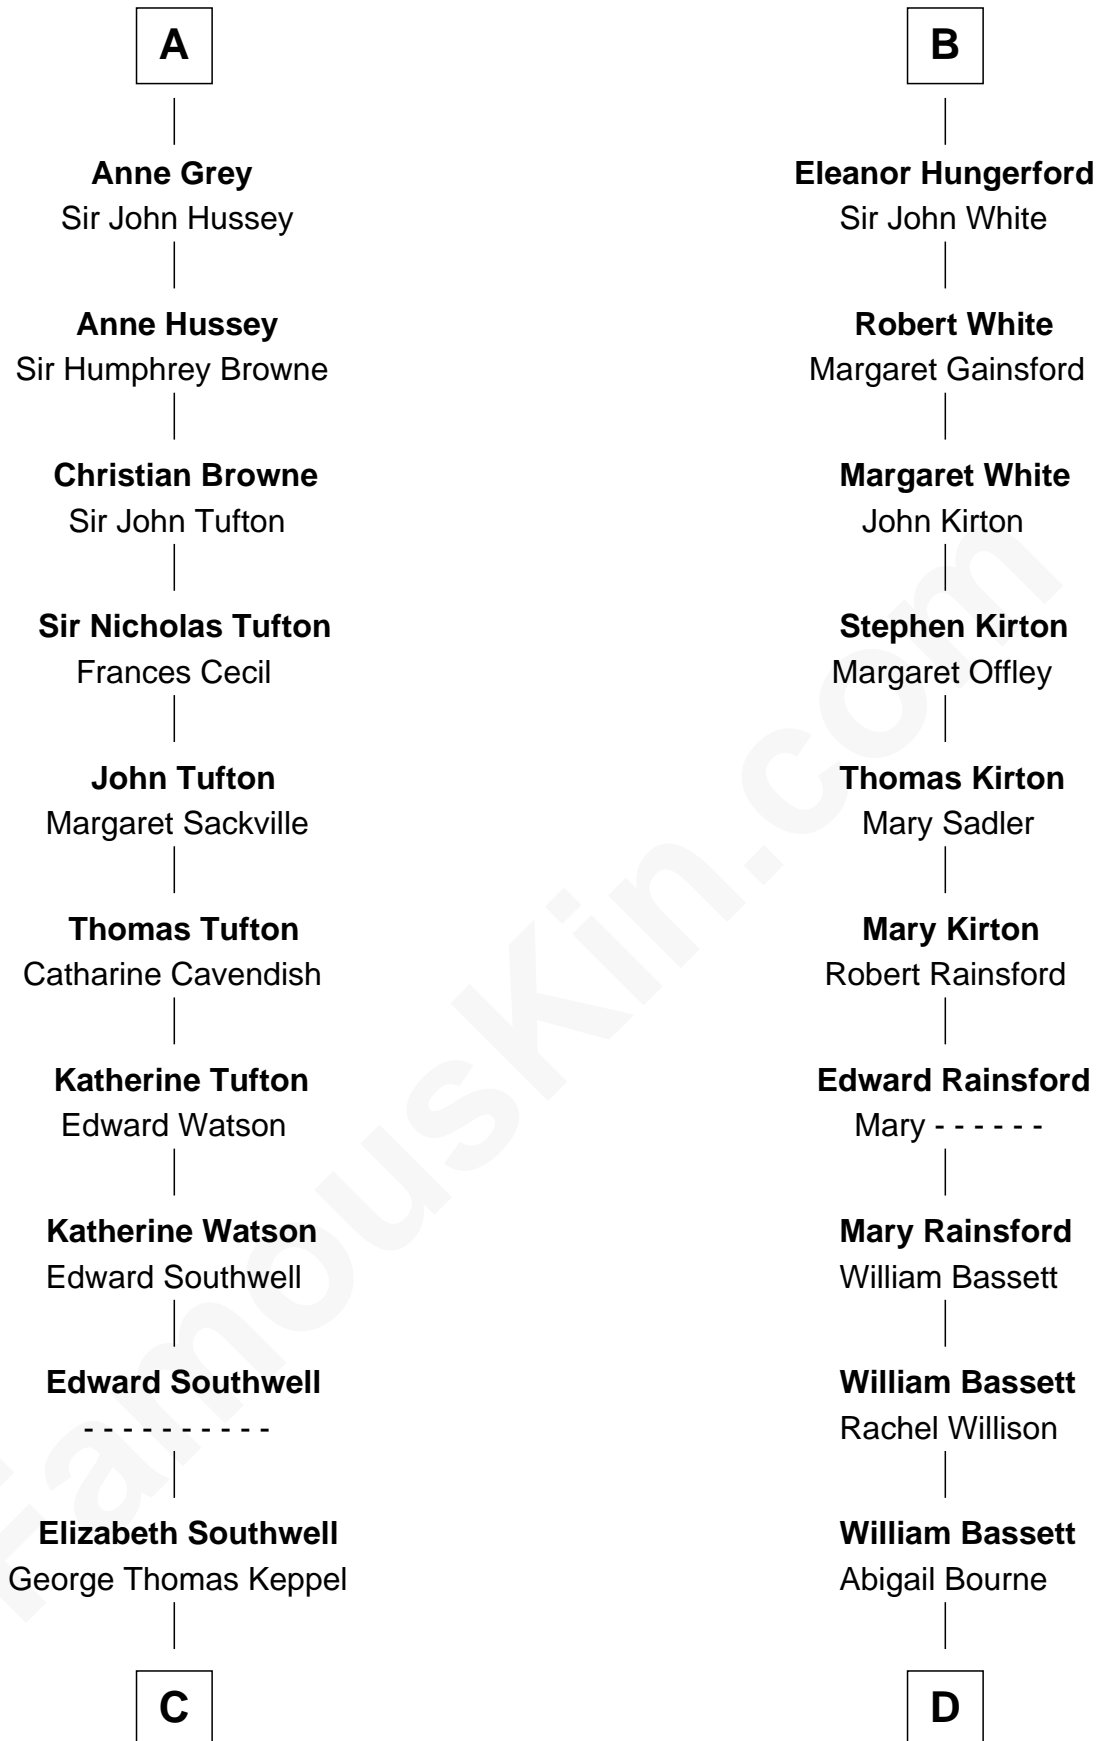 A
Anne Grey
Sir John Hussey
Anne Hussey
Sir Humphrey Browne
Christian Browne
Sir John Tufton
Sir Nicholas Tufton
Frances Cecil
John Tufton
Margaret Sackville
Thomas Tufton
Catharine Cavendish
Katherine Tufton
Edward Watson
Katherine Watson
Edward Southwell
Edward Southwell
- - - - - - - - - -
Elizabeth Southwell
George Thomas Keppel
C
B
Eleanor Hungerford
Sir John White
Robert White
Margaret Gainsford
Margaret White
John Kirton
Stephen Kirton
Margaret Offley
Thomas Kirton
Mary Sadler
Mary Kirton
Robert Rainsford
Edward Rainsford
Mary - - - - - -
Mary Rainsford
William Bassett
William Bassett
Rachel Willison
William Bassett
Abigail Bourne
D
FamousKin.com